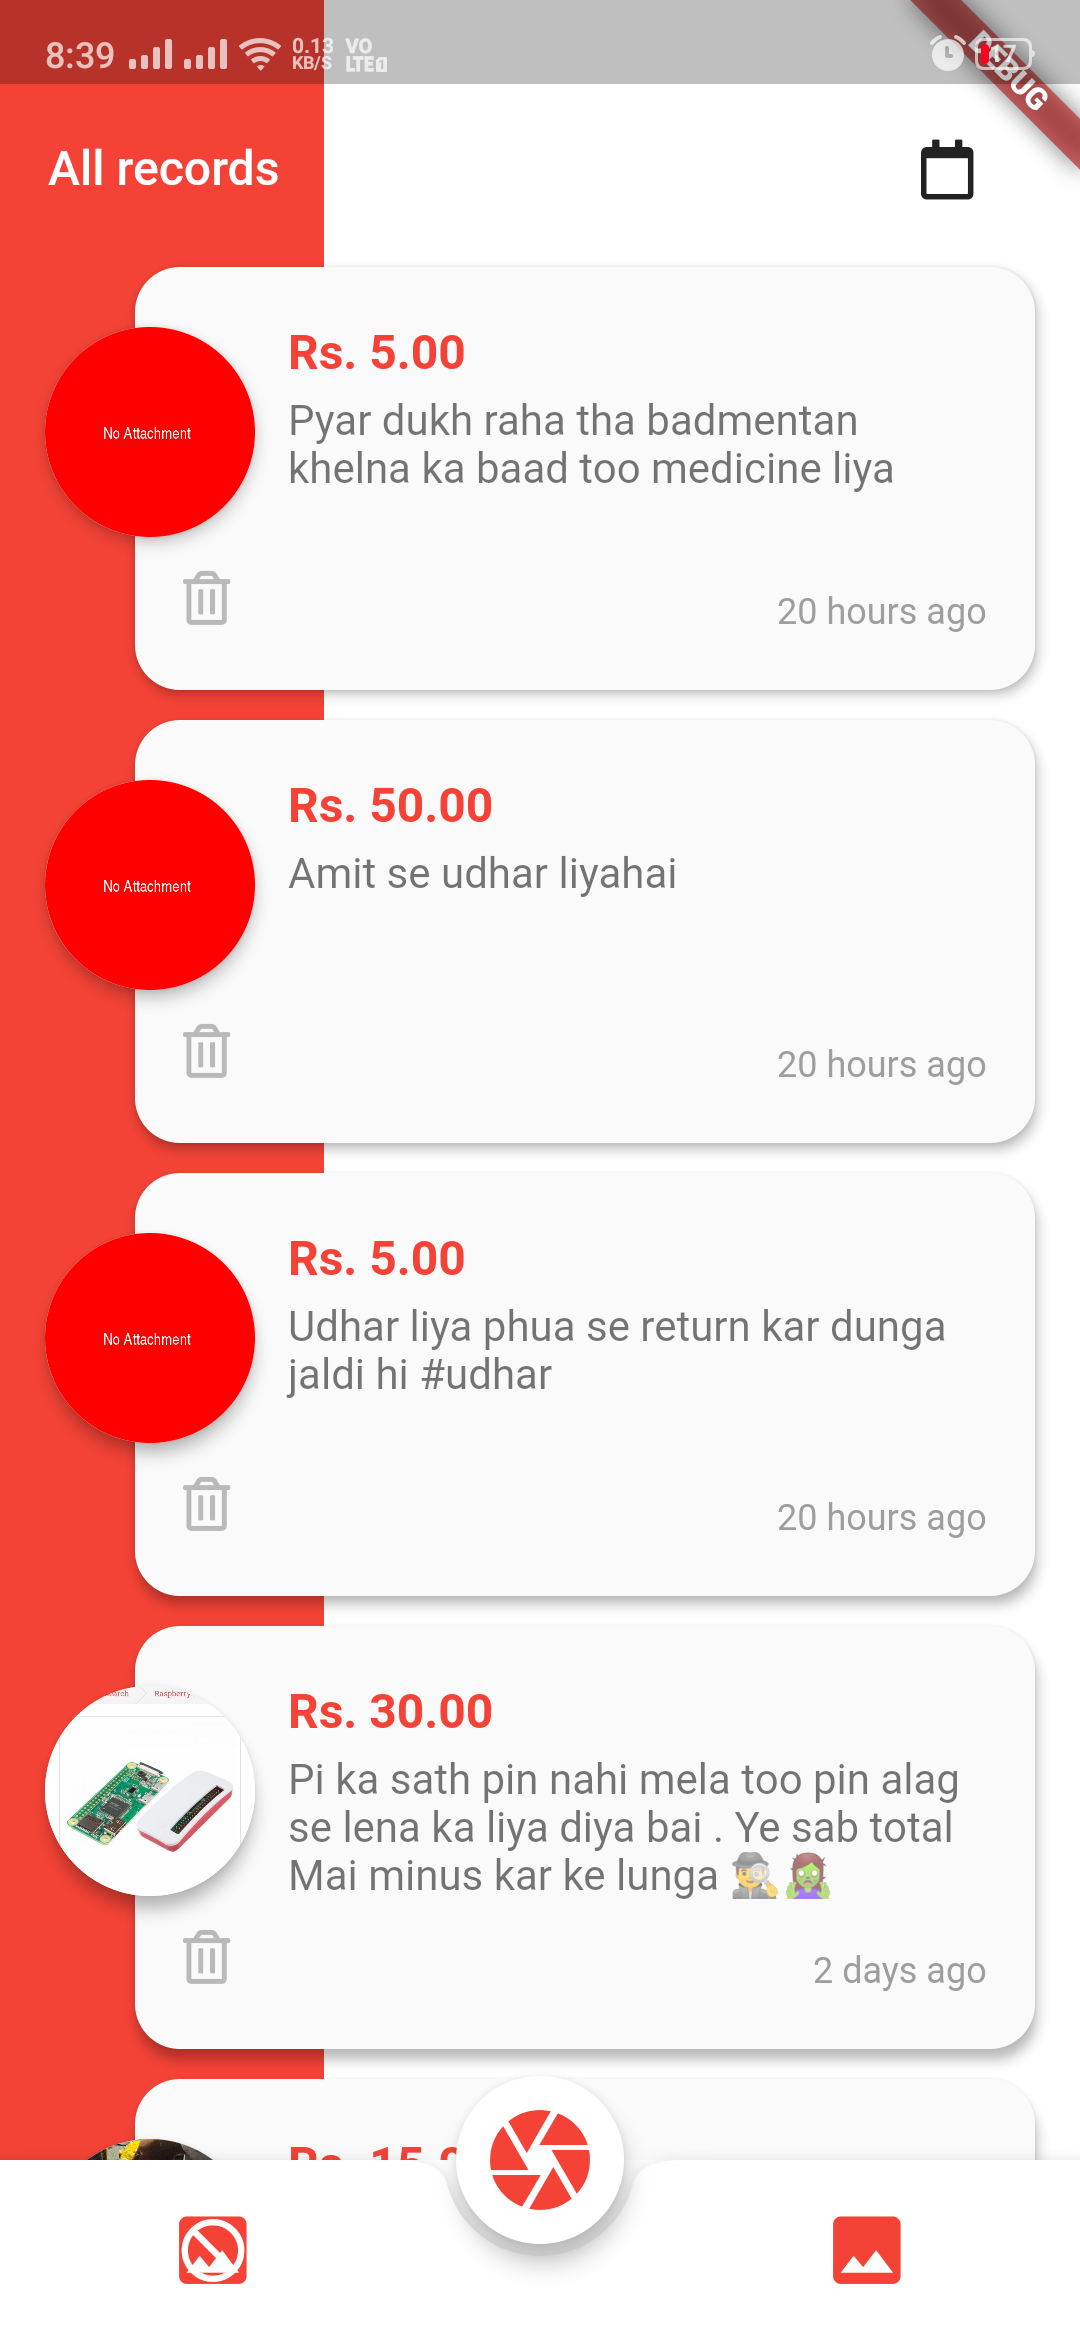 8:39 0.13 KB/S VO LTE 1 17
DEBUG
All records
Rs. 5.00
No Attachment
Pyar dukh raha tha badmentan
khelna ka baad too medicine liya
20 hours ago
Rs. 50.00
No Attachment
Amit se udhar liyahai
20 hours ago
Rs. 5.00
No Attachment
Udhar liya phua se return kar dunga
jaldi hi #udhar
20 hours ago
Raspberry
Rs. 30.00
Pi ka sath pin nahi mela too pin alag
se lena ka liya diya bai . Ye sab total
Mai minus kar ke lunga 🕵️🧟‍♀️
2 days ago
Rs. 15.0